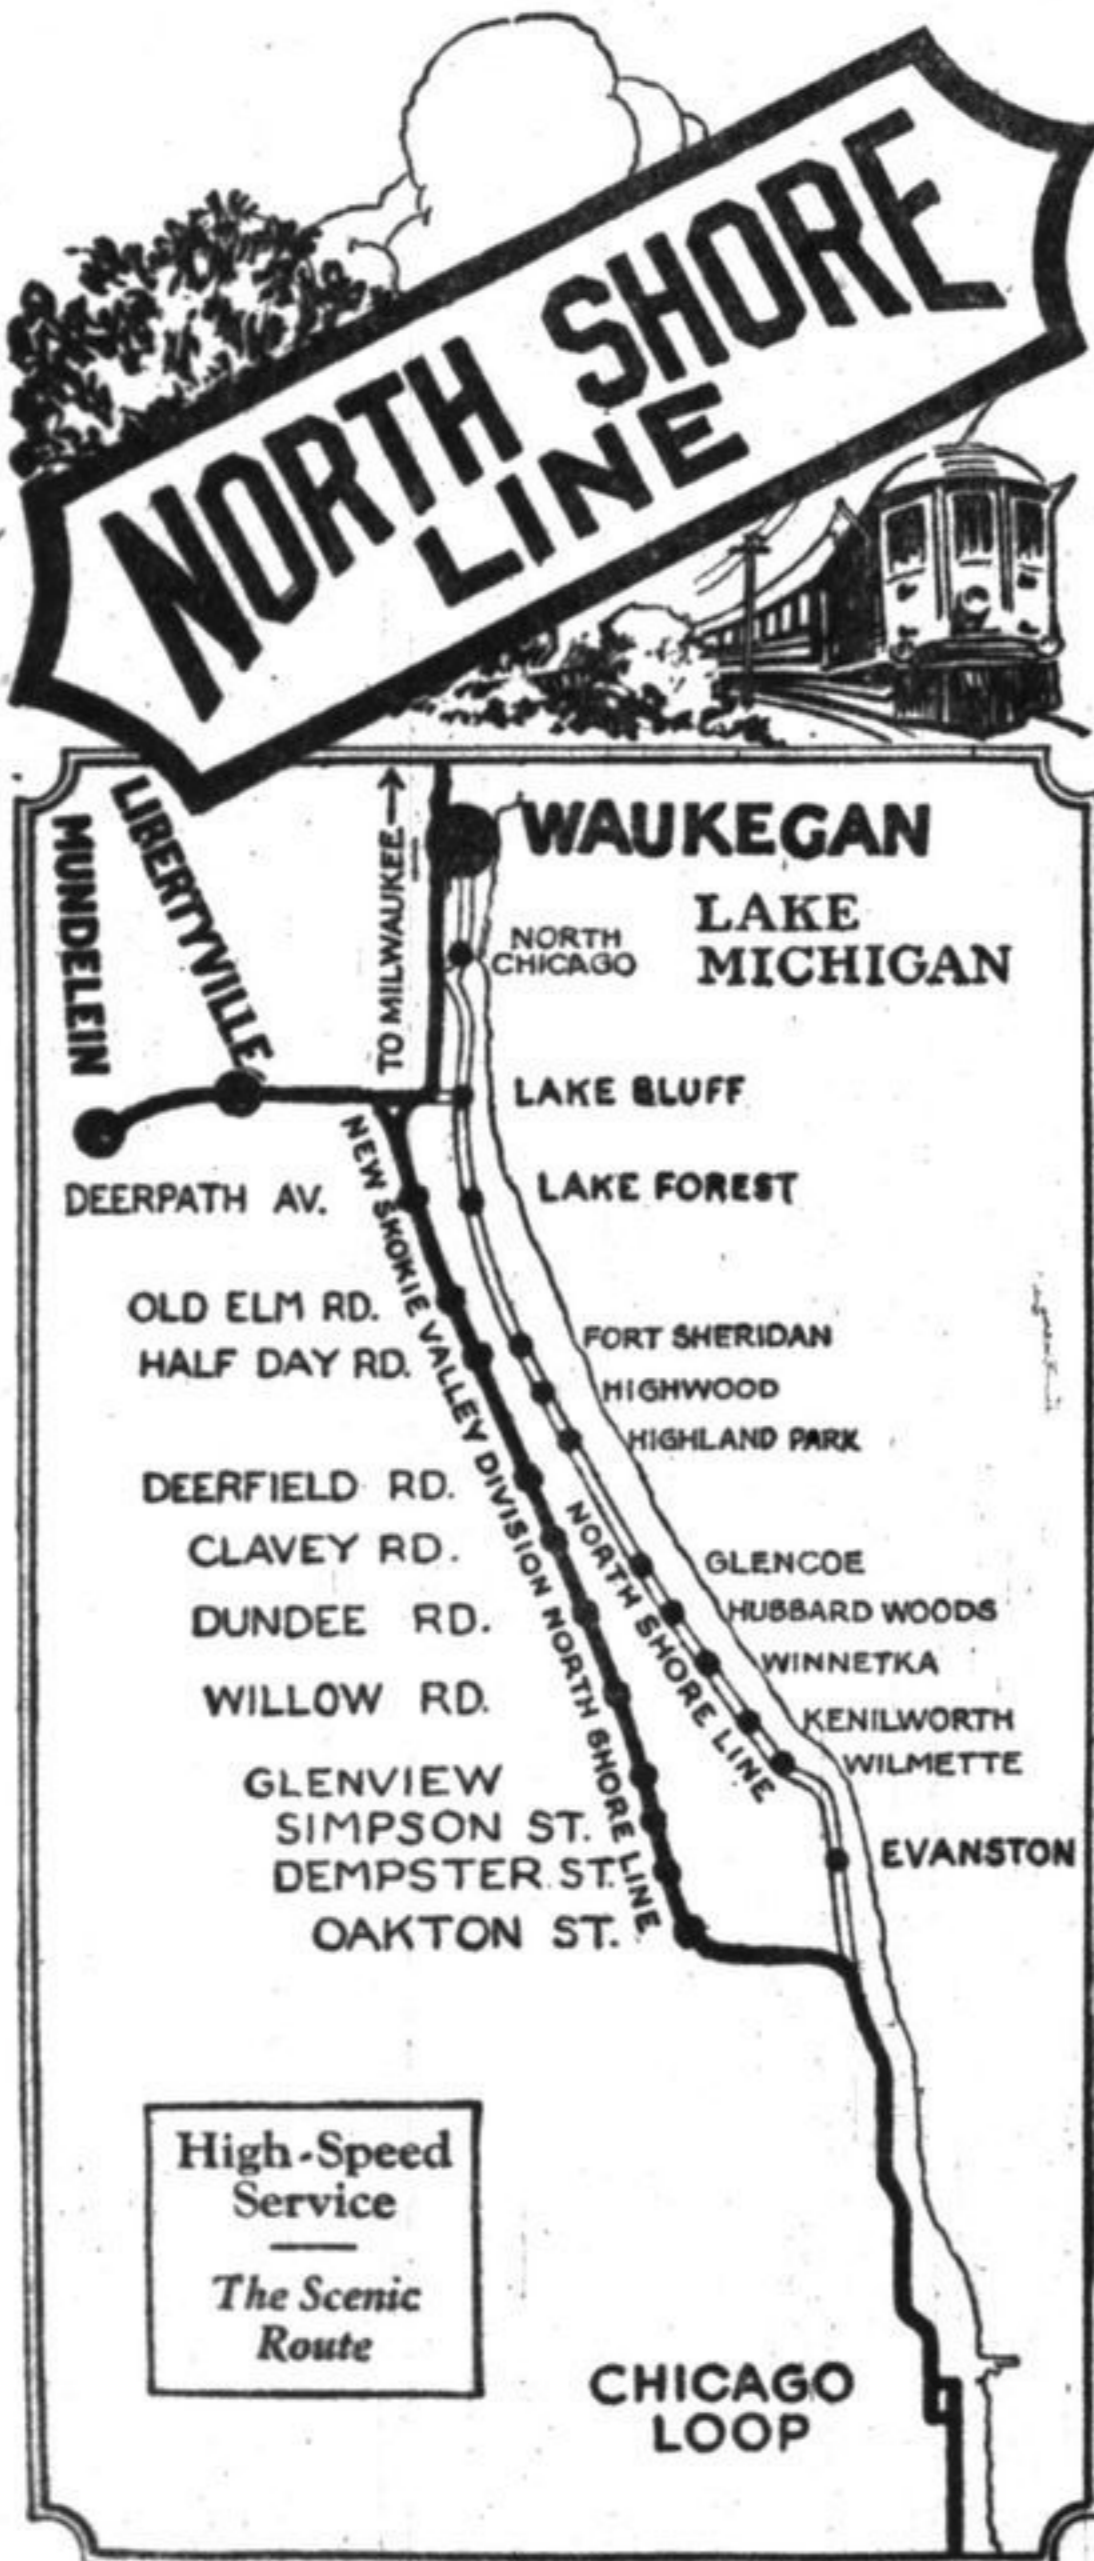 NORTH SHORE
LINE
MUNDELEIN
LIBERTYVILLE
TO MILWAUKEE
WAUKEGAN
LAKE
MICHIGAN
NORTH
CHICAGO
LAKE BLUFF
LAKE FOREST
DEERPATH AV.
OLD ELM RD.
HALF DAY RD.
FORT SHERIDAN
HIGHWOOD
HIGHLAND PARK
NEW SKOKIE VALLEY DIVISION NORTH SHORE LINE
NORTH SHORE LINE
DEERFIELD RD.
CLAVEY RD.
DUNDEE RD.
WILLOW RD.
GLENVIEW
SIMPSON ST.
DEMPSTER ST.
OAKTON ST.
GLENCOE
HUBBARD WOODS
WINNETKA
KENILWORTH
WILMETTE
EVANSTON
High-Speed
Service
The Scenic
Route
CHICAGO
LOOP